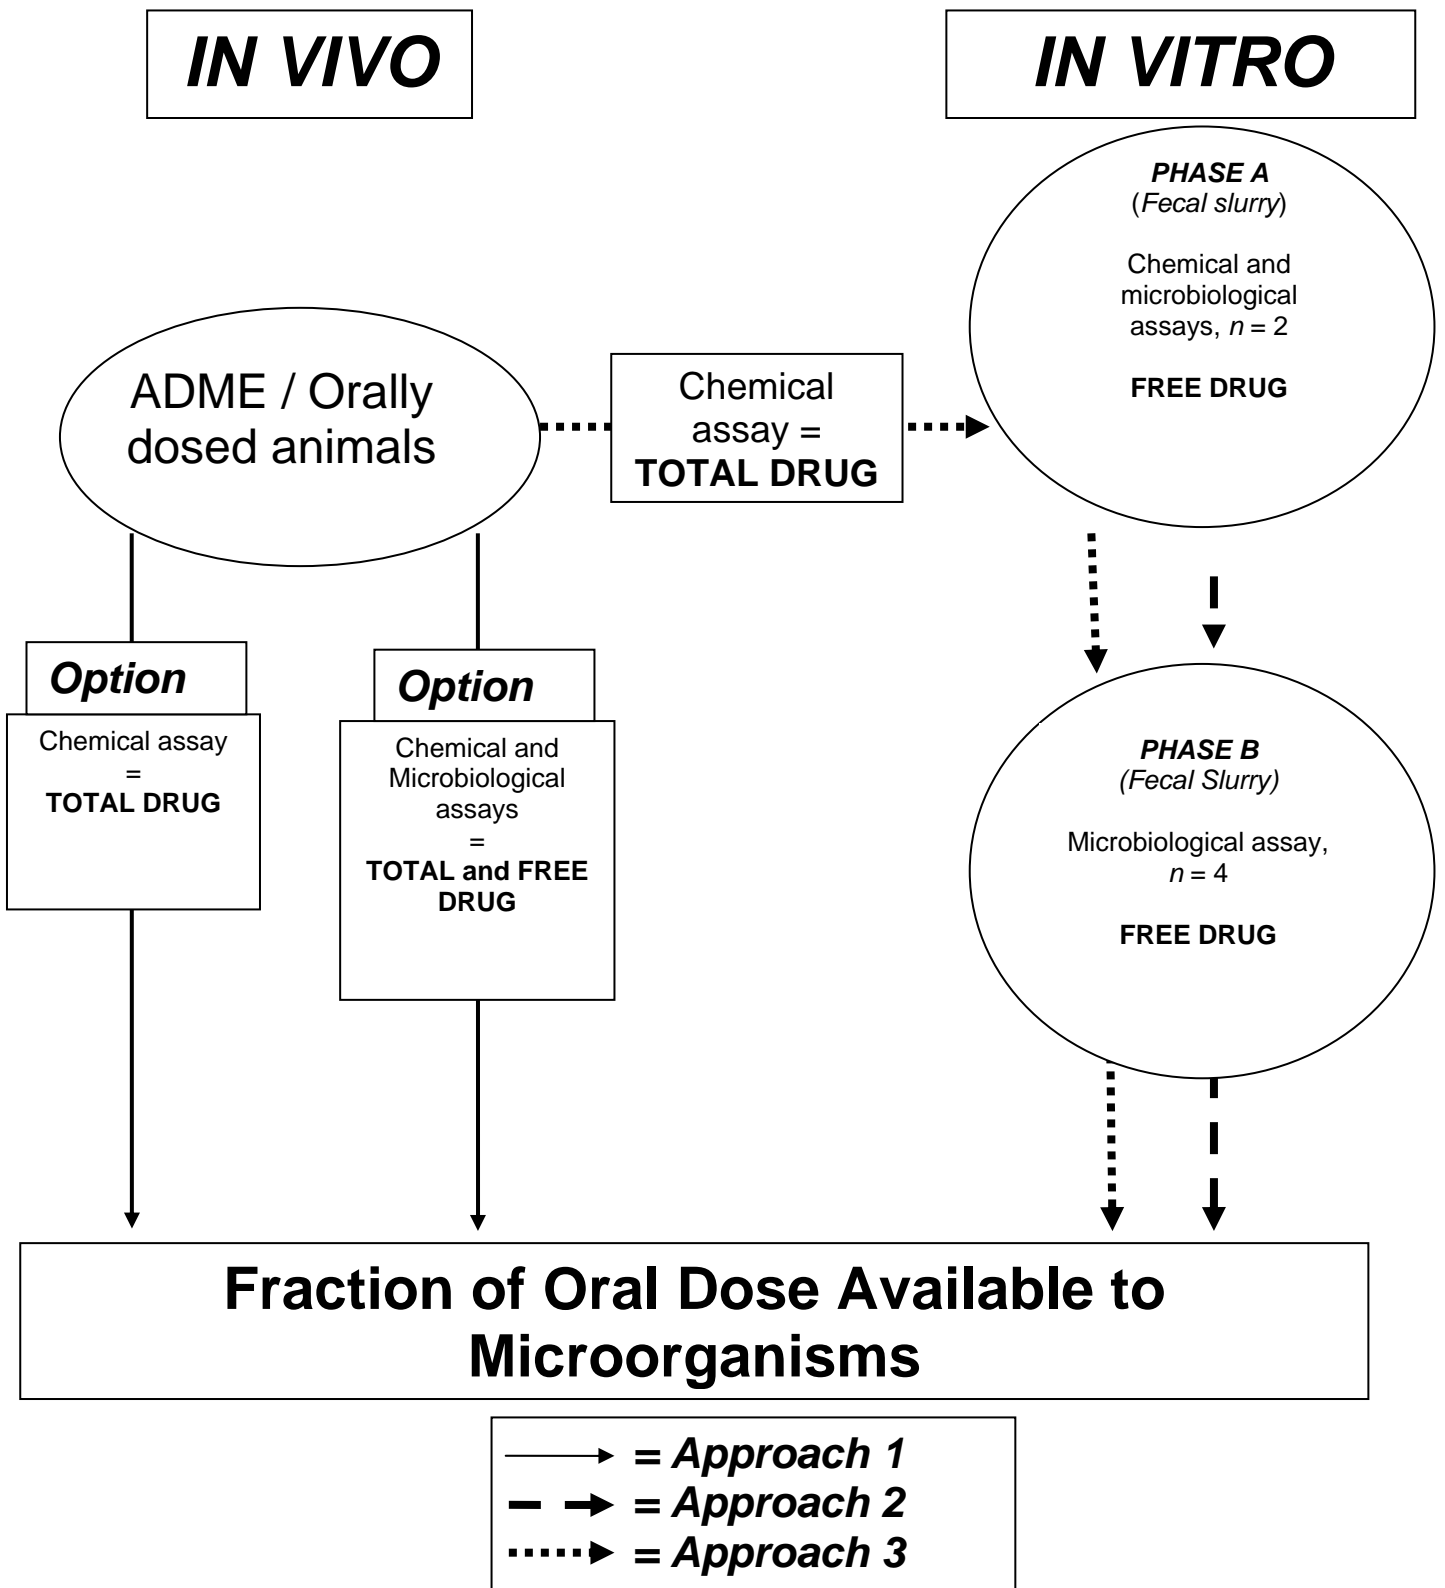 IN VIVO
IN VITRO
PHASE A
(Fecal slurry)
Chemical and
microbiological
assays, n = 2
FREE DRUG
ADME / Orally
dosed animals
Chemical
assay =
TOTAL DRUG
Option
Chemical assay
=
TOTAL DRUG
Option
Chemical and
Microbiological
assays
=
TOTAL and FREE
DRUG
PHASE B
(Fecal Slurry)
Microbiological assay,
n = 4
FREE DRUG
Fraction of Oral Dose Available to
Microorganisms
= Approach 1
= Approach 2
= Approach 3